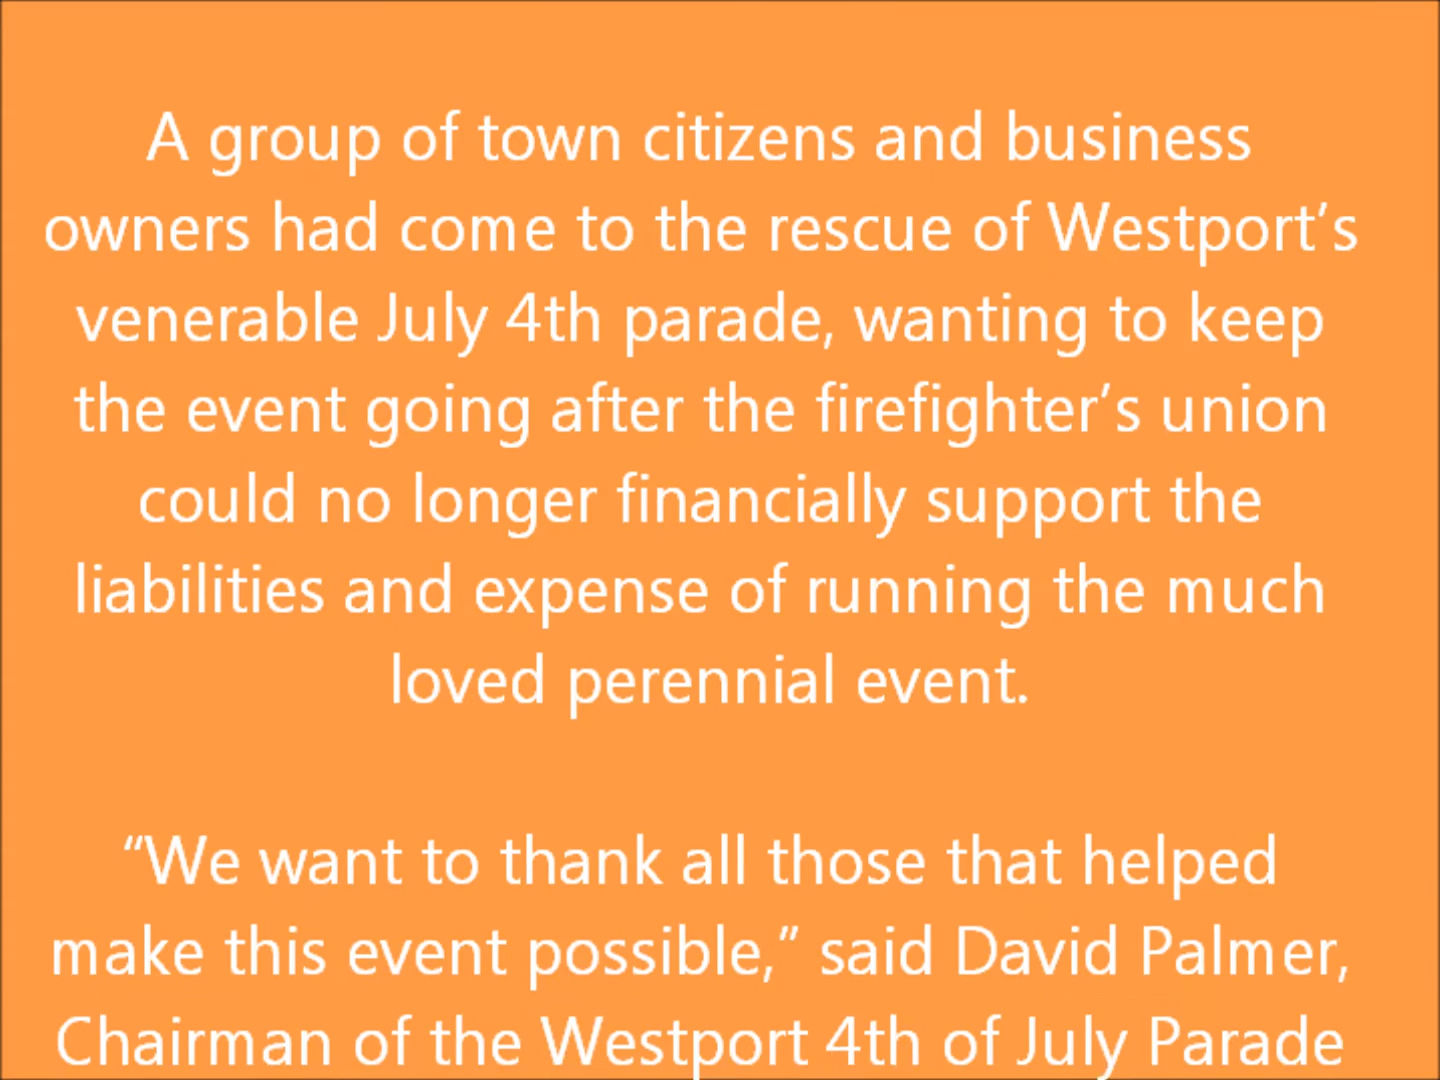 A group of town citizens and business
owners had come to the rescue of Westport’s
venerable July 4th parade, wanting to keep
the event going after the firefighter’s union
could no longer financially support the
liabilities and expense of running the much
loved perennial event.
“We want to thank all those that helped
make this event possible,” said David Palmer,
Chairman of the Westport 4th of July Parade